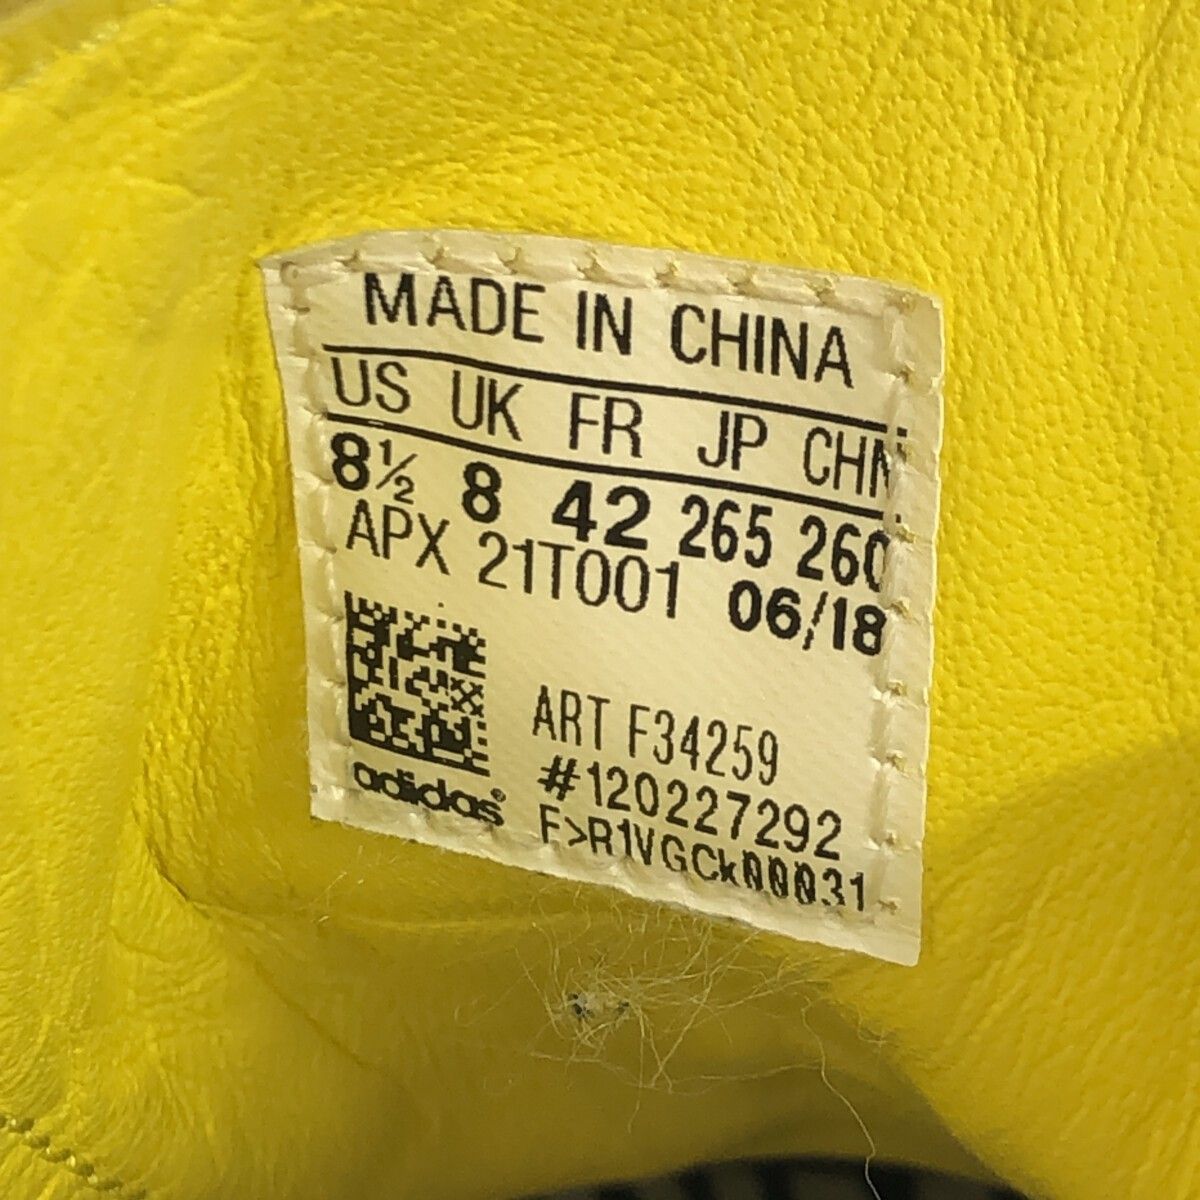 MADE IN CHINA
US UK FR JP CHN
8½ 8 42 265 260
APX 21T001 06/18
ART F34259
#120227292
F>R1VGCk00031
adidas®